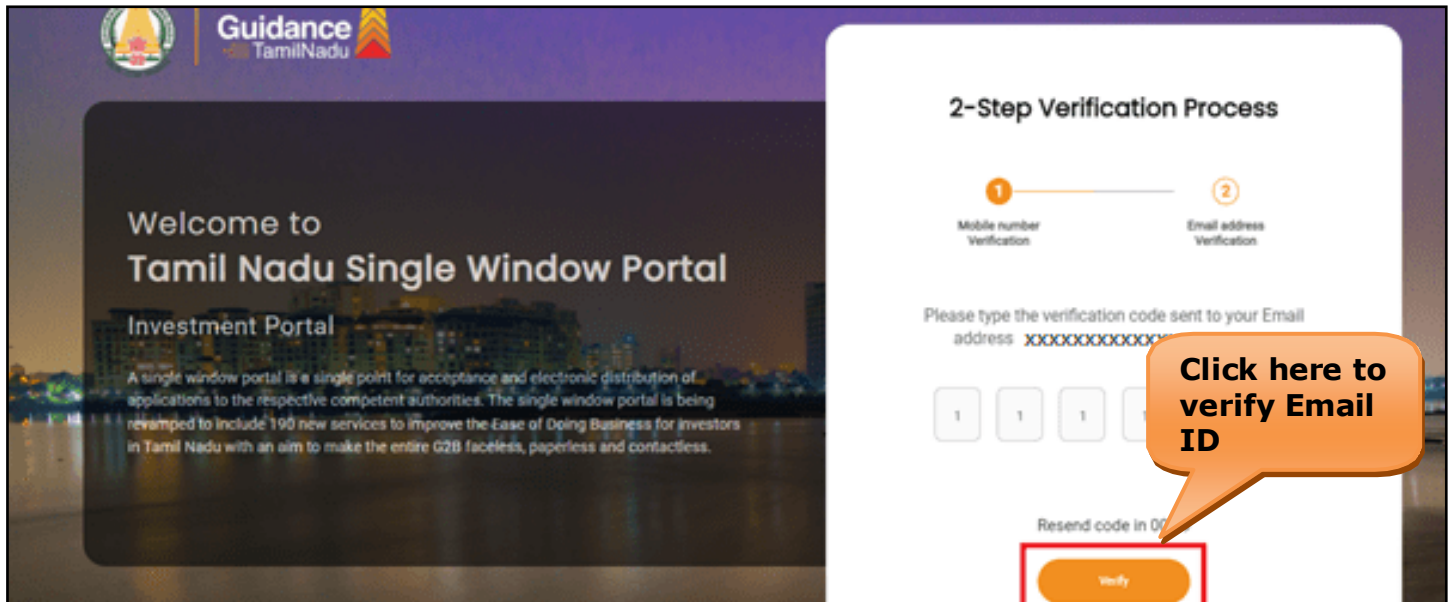 Guidance
TamilNadu
Welcome to
Tamil Nadu Single Window Portal
Investment Portal
A single window portal is a single point for acceptance and electronic distribution of
applications to the respective competent authorities. The single window portal is being
revamped to include 190 new services to improve the Ease of Doing Business for investors
in Tamil Nadu with an aim to make the entire G2B faceless, paperless and contactless.
2-Step Verification Process
1
2
Mobile number
Verification
Email address
Verification
Please type the verification code sent to your Email
address XXXXXXXXXXXXX
1 1 1 1
Click here to
verify Email
ID
Resend code in
Verify